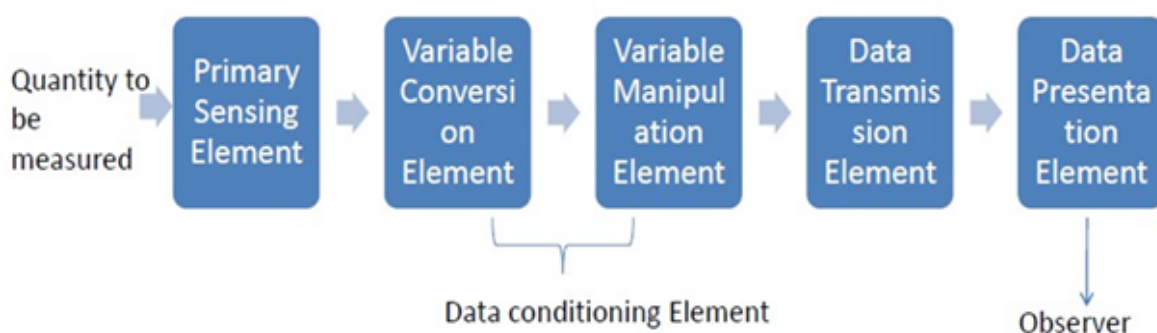 Quantity to
be
measured
Primary
Sensing
Element
Variable
Conversi
on
Element
Variable
Manipul
ation
Element
Data
Transmis
sion
Element
Data
Presenta
tion
Element
Data conditioning Element
Observer